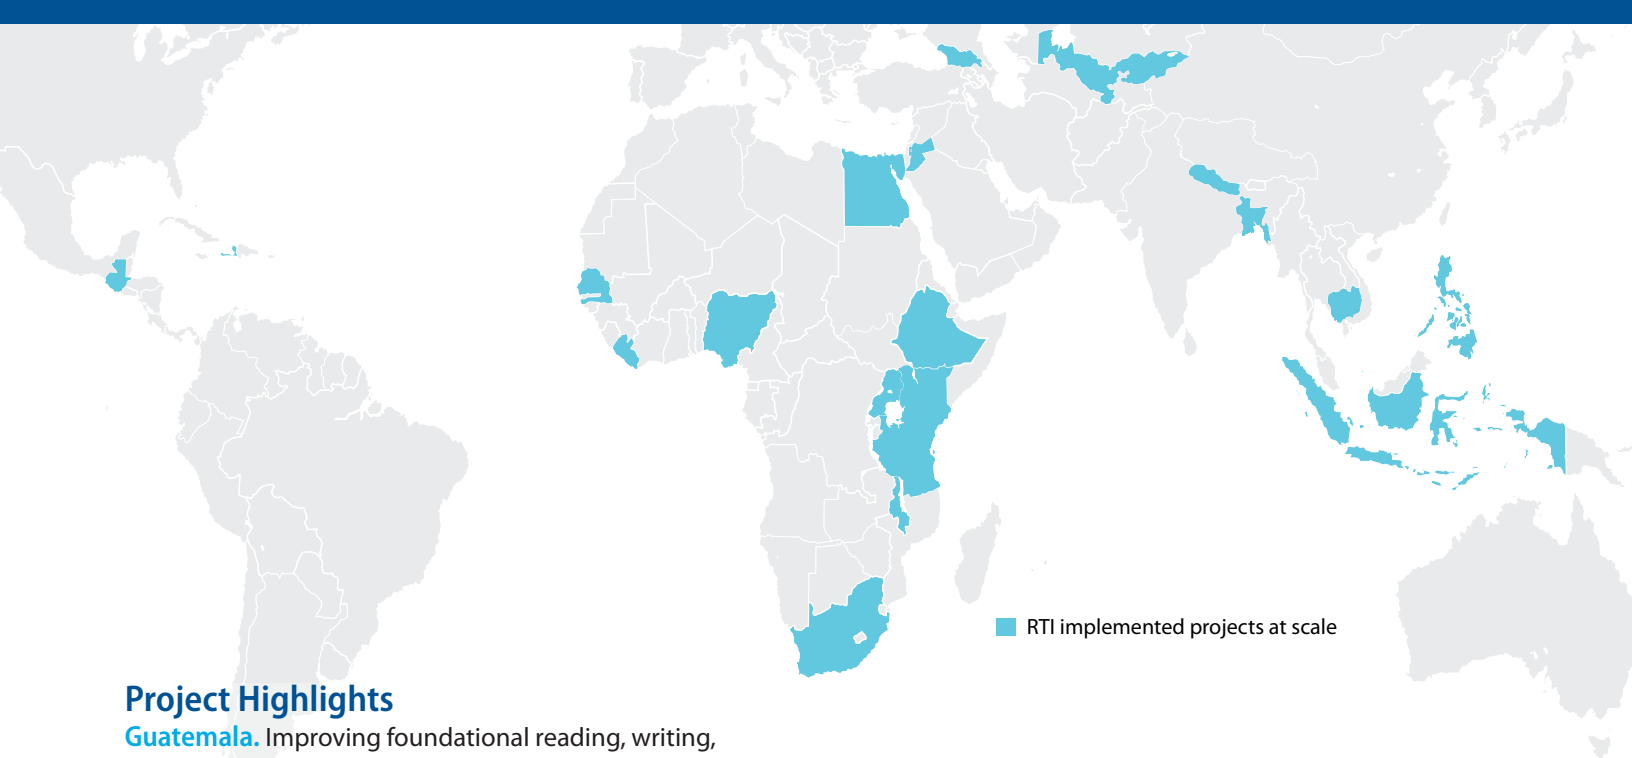 RTI implemented projects at scale
Project Highlights
Guatemala. Improving foundational reading, writing,